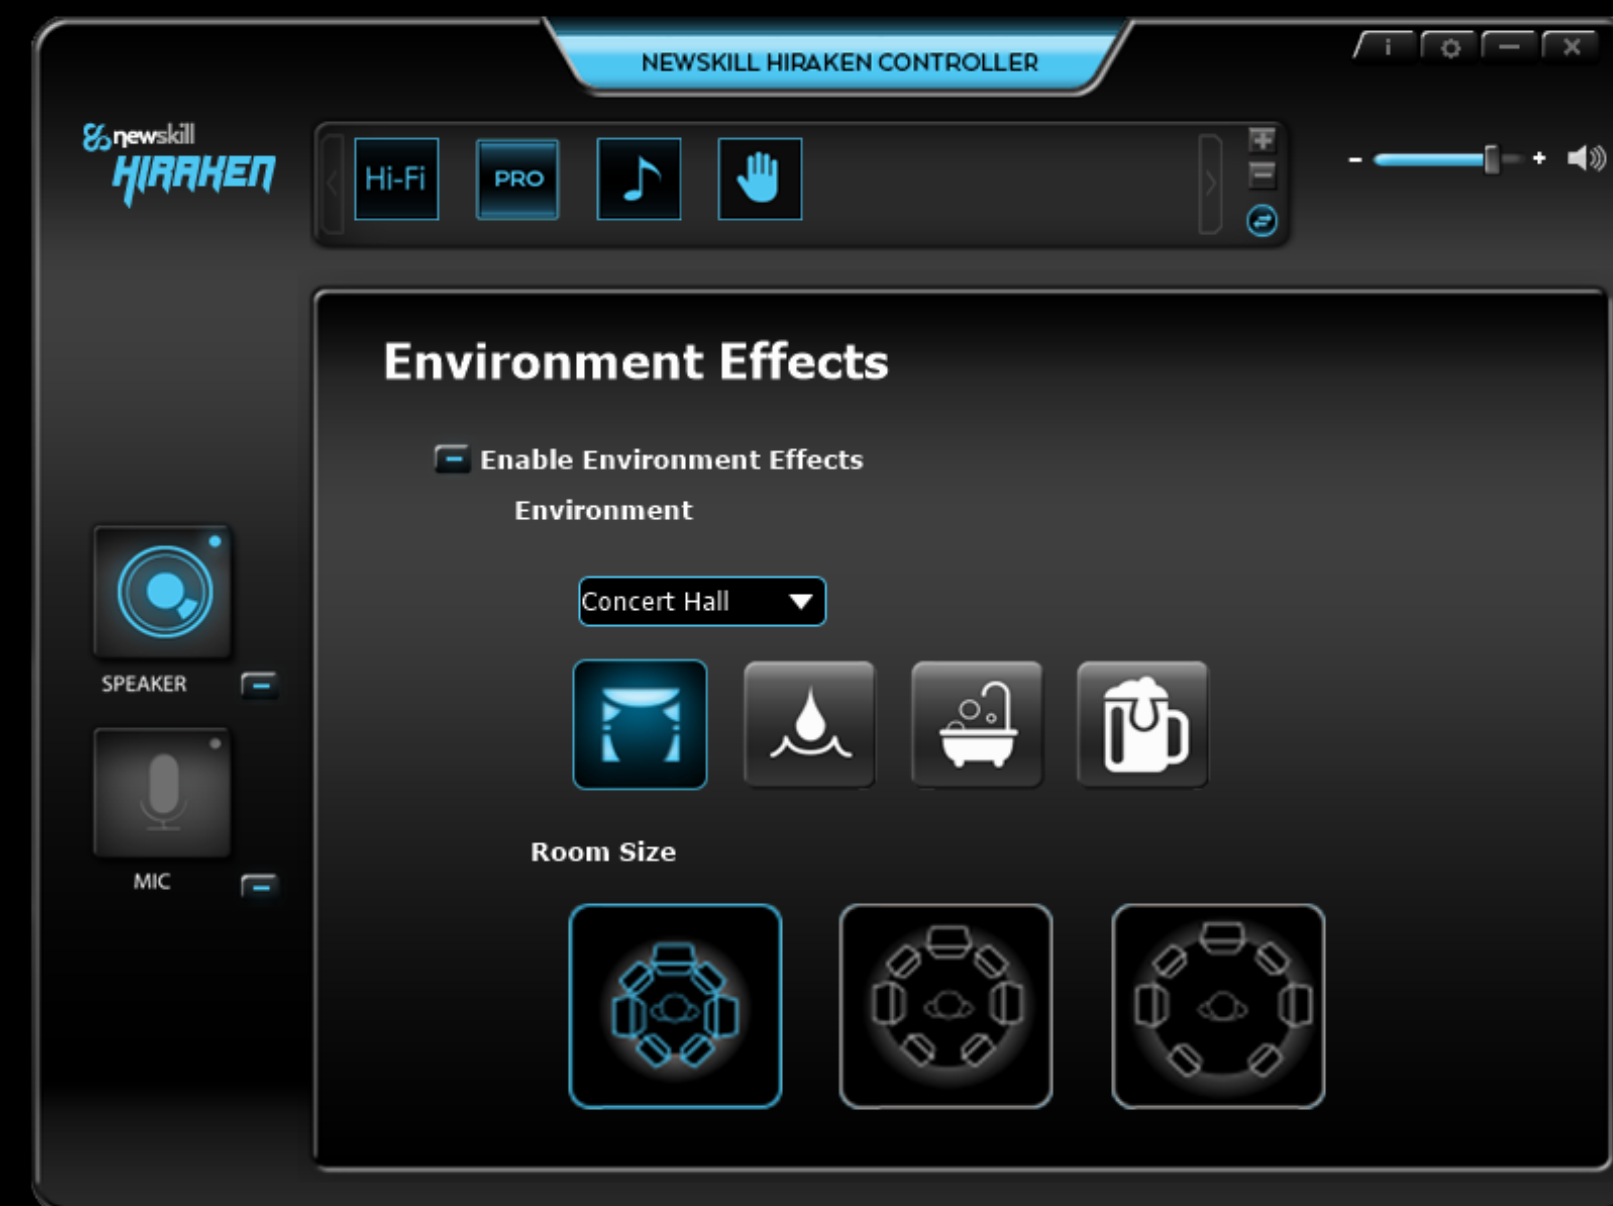 NEWSKILL HIRAKEN CONTROLLER
i
newskill
HIRAKEN
Hi-Fi
PRO
- +
Environment Effects
Enable Environment Effects
Environment
Concert Hall
SPEAKER
Room Size
MIC